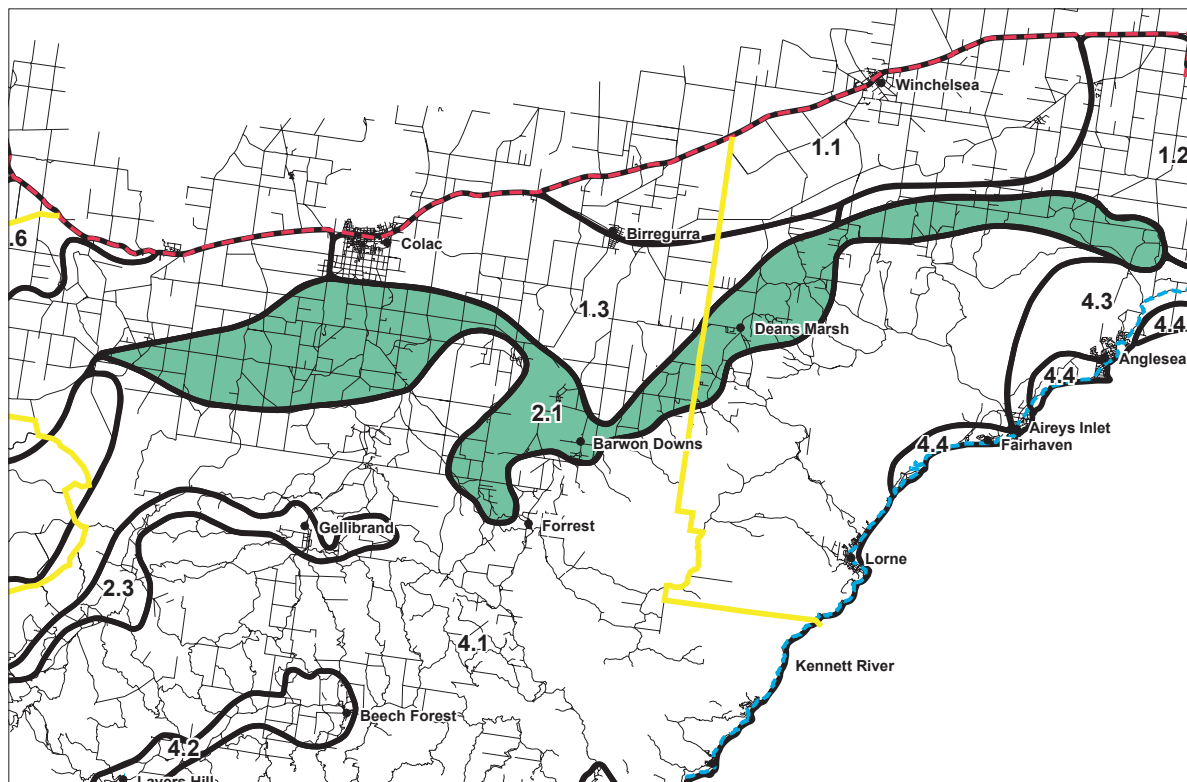 Winchelsea
1.1
1.2
.6
Colac
Birregurra
1.3
4.3
Deans Marsh
4.4
Anglesea
4.4
2.1
Barwon Downs
Aireys Inlet
4.4
Fairhaven
Gellibrand
Forrest
Lorne
2.3
4.1
Kennett River
Beech Forest
4.2
Lavers Hill